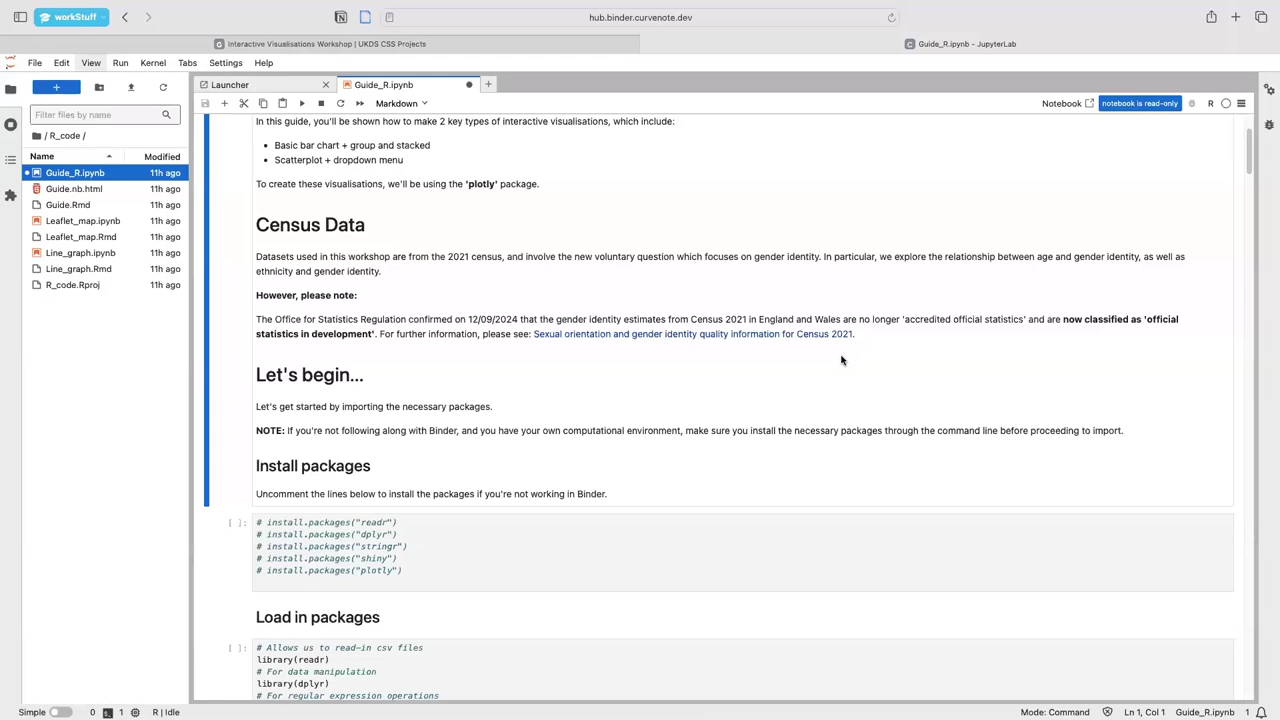 workStuff
hub.binder.curvenote.dev
Interactive Visualisations Workshop | UKDS CSS Projects
Guide_R.ipynb - JupyterLab
File Edit View Run Kernel Tabs Settings Help
Launcher
Guide_R.ipynb
Markdown
Notebook
notebook is read-only
R
Filter files by name
/ R_code /
Name Modified
Guide_R.ipynb 11h ago
Guide.nb.html 11h ago
Guide.Rmd 11h ago
Leaflet_map.ipynb 11h ago
Leaflet_map.Rmd 11h ago
Line_graph.ipynb 11h ago
Line_graph.Rmd 11h ago
R_code.Rproj 11h ago
In this guide, you'll be shown how to make 2 key types of interactive visualisations, which include:
• Basic bar chart + group and stacked
• Scatterplot + dropdown menu
To create these visualisations, we'll be using the 'plotly' package.
Census Data
Datasets used in this workshop are from the 2021 census, and involve the new voluntary question which focuses on gender identity. In particular, we explore the relationship between age and gender identity, as well as
ethnicity and gender identity.
However, please note:
The Office for Statistics Regulation confirmed on 12/09/2024 that the gender identity estimates from Census 2021 in England and Wales are no longer 'accredited official statistics' and are now classified as 'official
statistics in development'. For further information, please see: Sexual orientation and gender identity quality information for Census 2021.
Let's begin...
Let's get started by importing the necessary packages.
NOTE: If you're not following along with Binder, and you have your own computational environment, make sure you install the necessary packages through the command line before proceeding to import.
Install packages
Uncomment the lines below to install the packages if you're not working in Binder.
[ ]:
# install.packages("readr")
# install.packages("dplyr")
# install.packages("stringr")
# install.packages("shiny")
# install.packages("plotly")
Load in packages
[ ]:
# Allows us to read-in csv files
library(readr)
# For data manipulation
library(dplyr)
# For regular expression operations
Simple 0 1 R | Idle
Mode: Command Ln 1, Col 1 Guide_R.ipynb 1